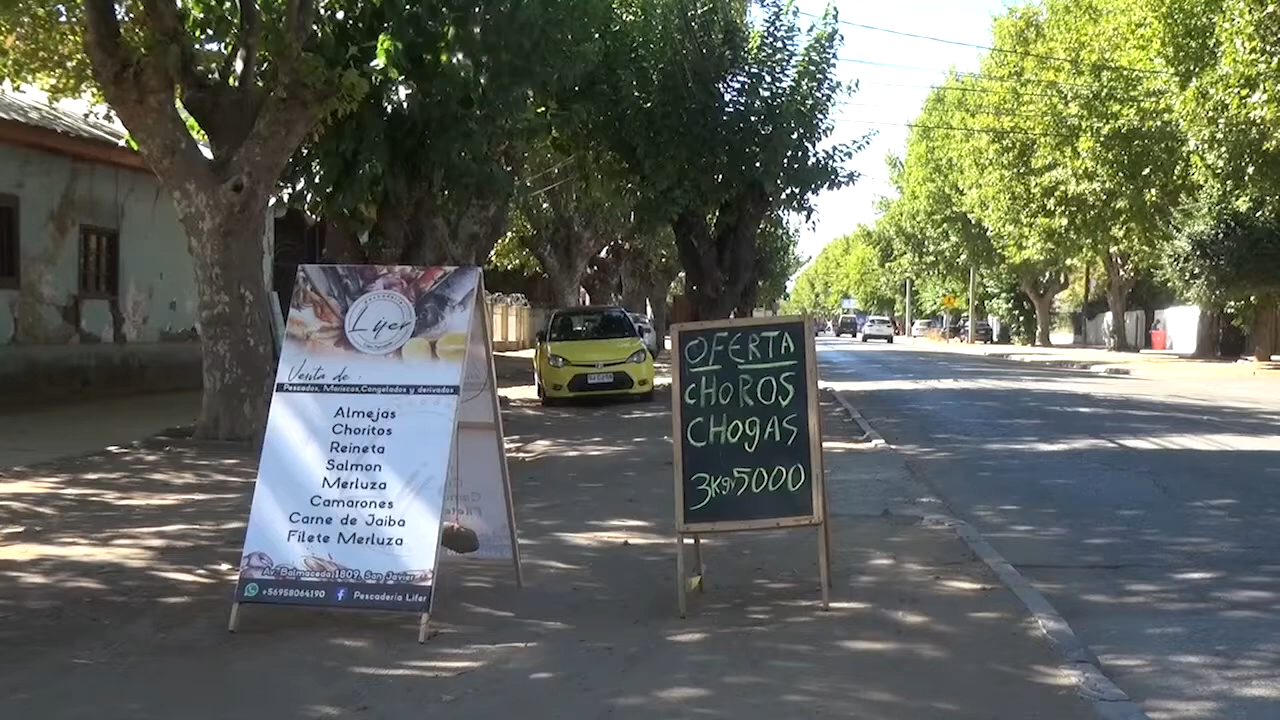 Lifer
Venta de:
Pescados, Mariscos, Congelados y derivados
Almejas
Choritos
Reineta
Salmon
Merluza
Camarones
Carne de Jaiba
Filete Merluza
Av. Balmaceda 1809, San Javier
+56958064190 Pescaderia Lifer
OFERTA
CHOROS
CHOGAS
3Kgr 5000